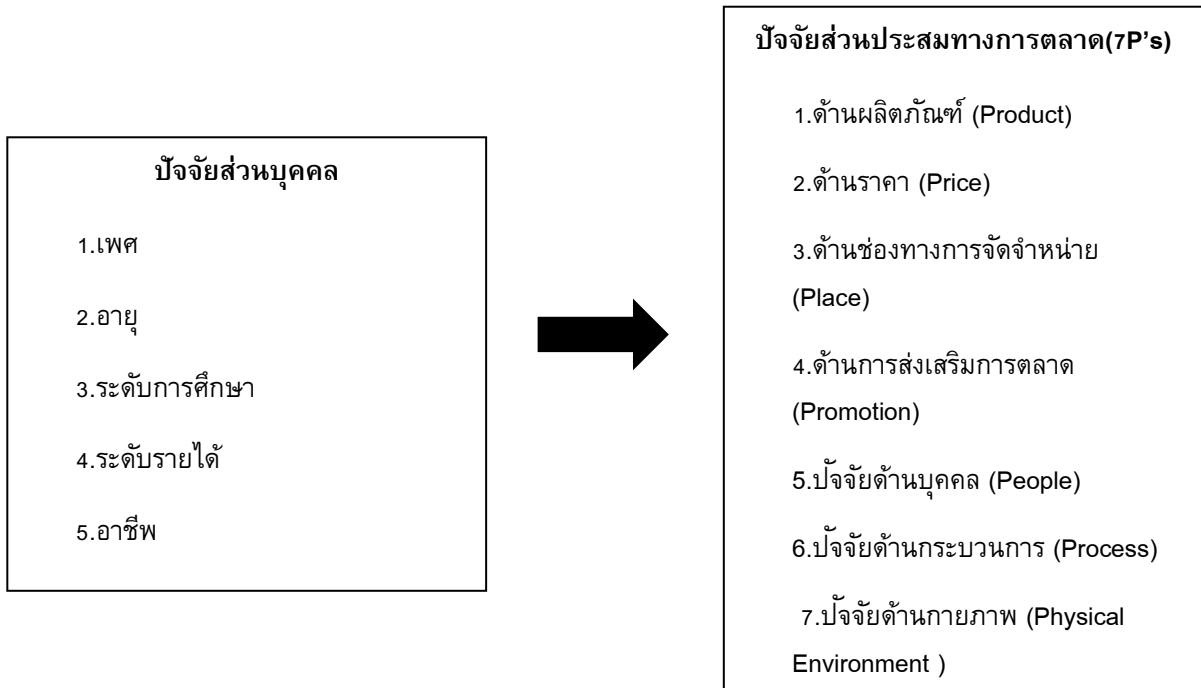 ปัจจัยส่วนบุคคล
1.เพศ
2.อายุ
3.ระดับการศึกษา
4.ระดับรายได้
5.อาชีพ
ปัจจัยส่วนประสมทางการตลาด(7P's)
1.ด้านผลิตภัณฑ์ (Product)
2.ด้านราคา (Price)
3.ด้านช่องทางการจัดจำหน่าย
(Place)
4.ด้านการส่งเสริมการตลาด
(Promotion)
5.ปัจจัยด้านบุคคล (People)
6.ปัจจัยด้านกระบวนการ (Process)
7.ปัจจัยด้านกายภาพ (Physical
Environment )